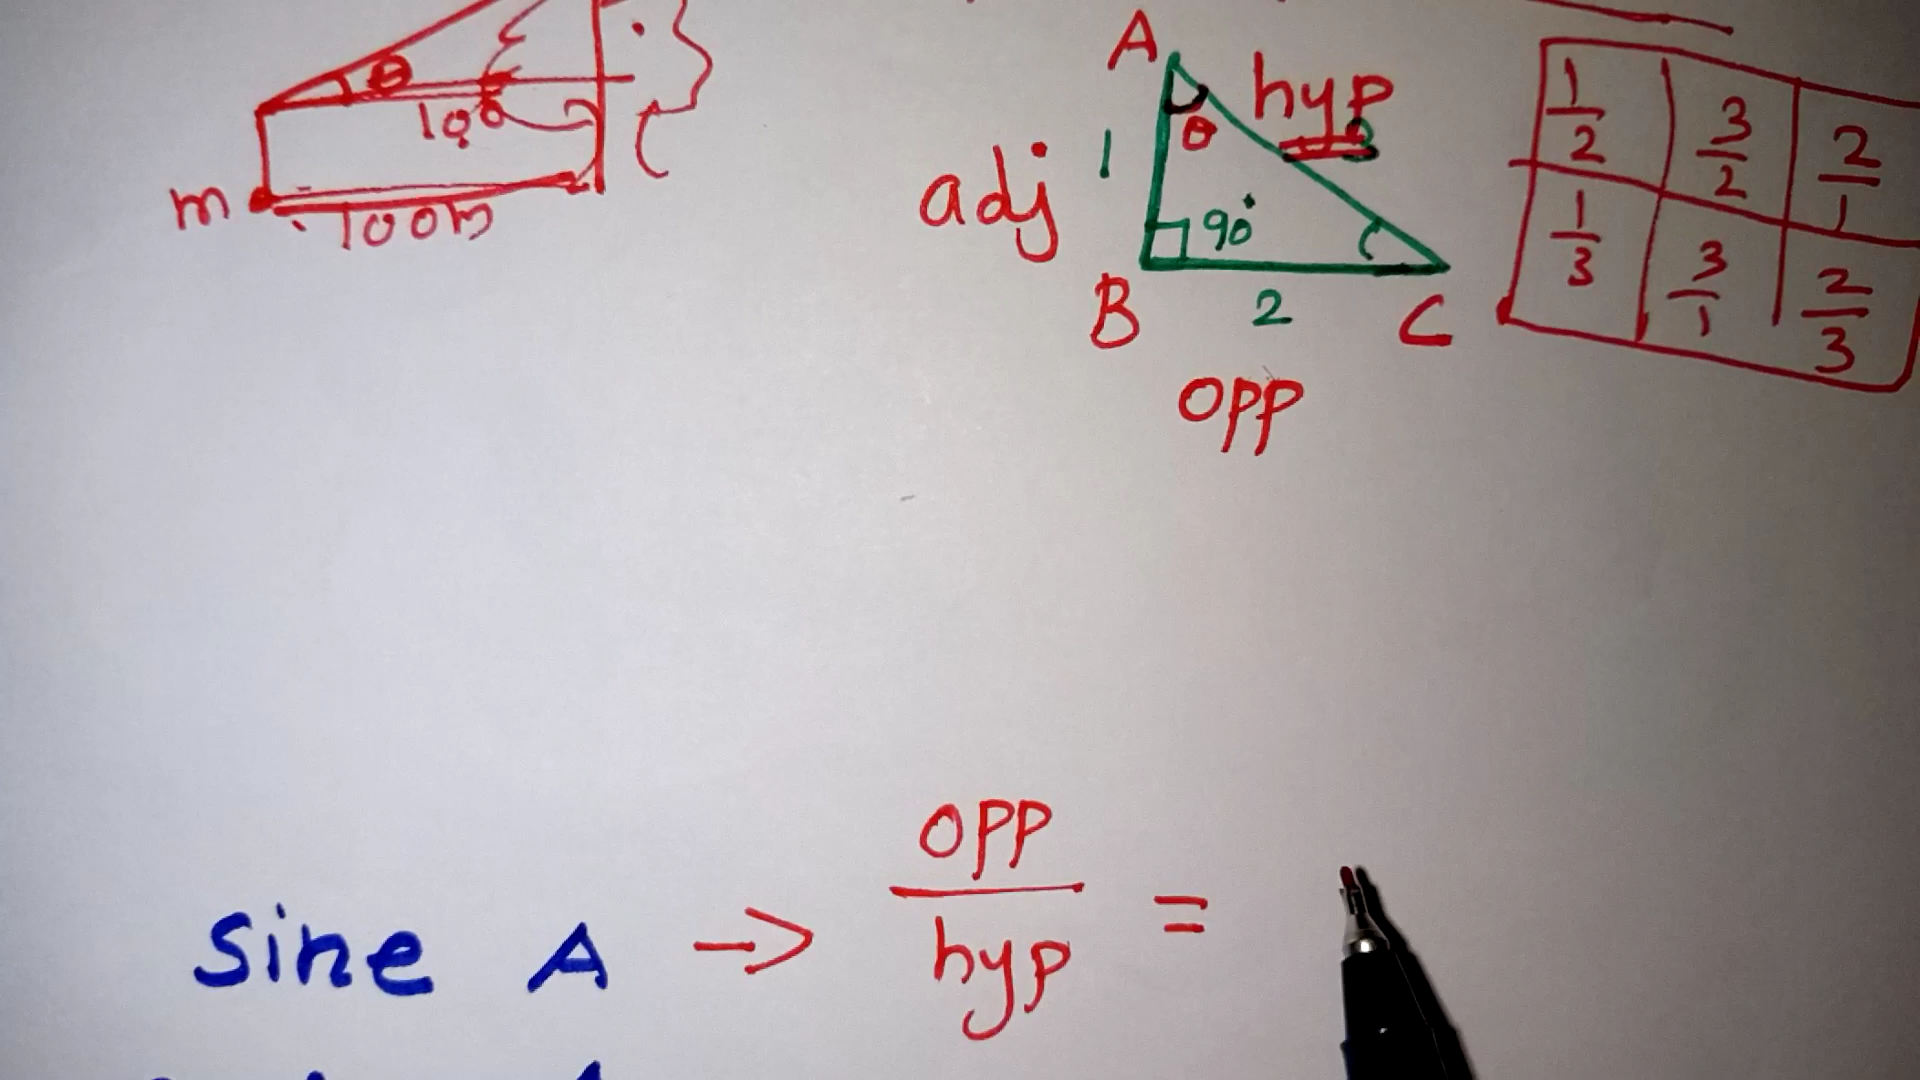 θ
100
m
100m
A
hyp
3
θ
1
adj
90°
B
2
C
opp
1/2 3/2 2/1
1/3 3/1 2/3
Sine A → opp/hyp =